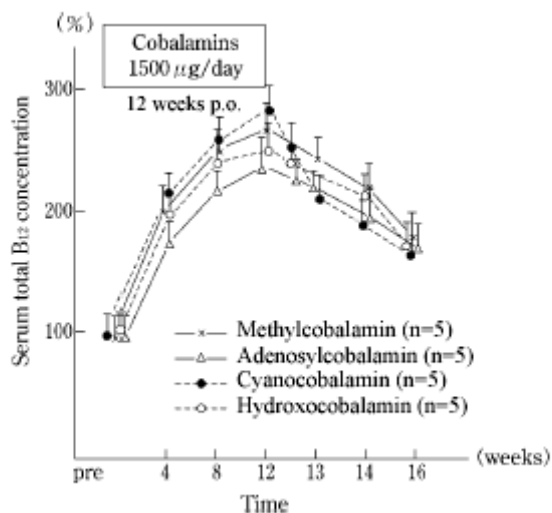 (%)
Cobalamins
1500 μg/day
12 weeks p.o.
300
200
100
Serum total B₁₂ concentration
Methylcobalamin (n=5)
Adenosylcobalamin (n=5)
Cyanocobalamin (n=5)
Hydroxocobalamin (n=5)
pre 4 8 12 13 14 16 (weeks)
Time